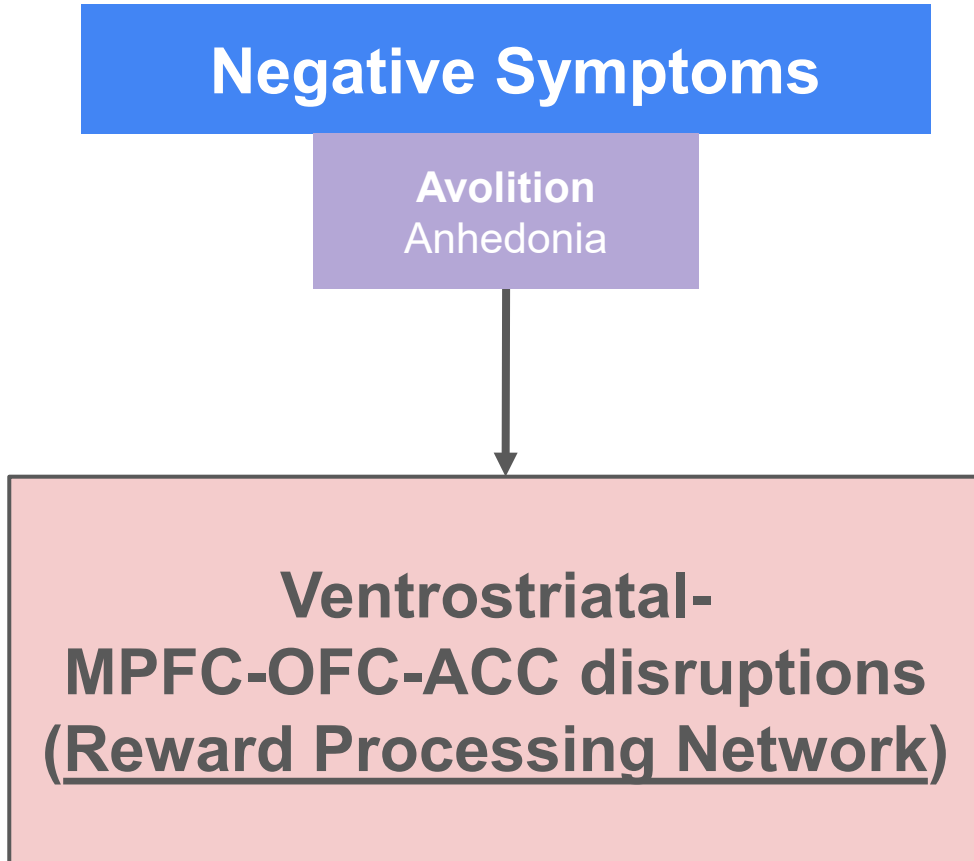 Negative Symptoms
Avolition
Anhedonia
Ventrostriatal-
MPFC-OFC-ACC disruptions
(Reward Processing Network)